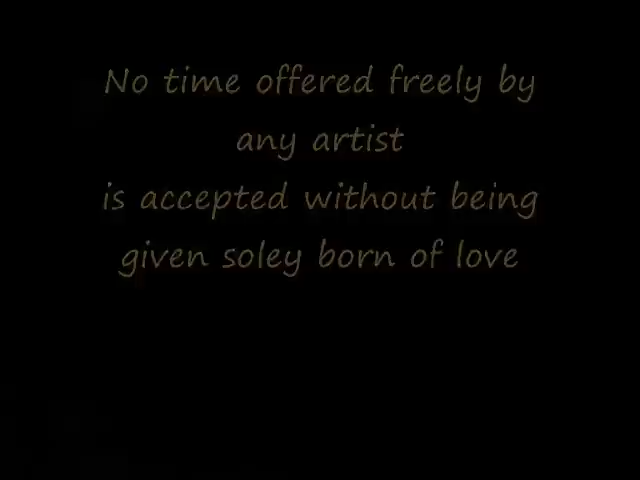 No time offered freely by
any artist
is accepted without being
given soley born of love